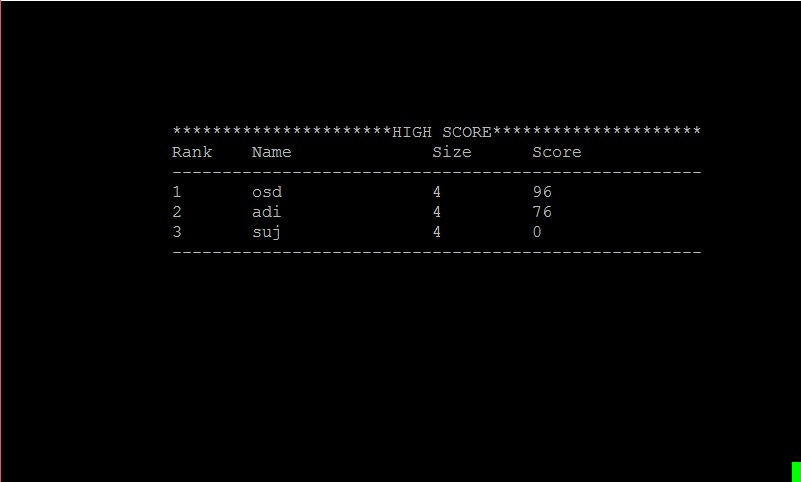 **********************HIGH SCORE*********************
Rank    Name              Size      Score
-----------------------------------------------------
1       osd               4         96
2       adi               4         76
3       suj               4         0
-----------------------------------------------------